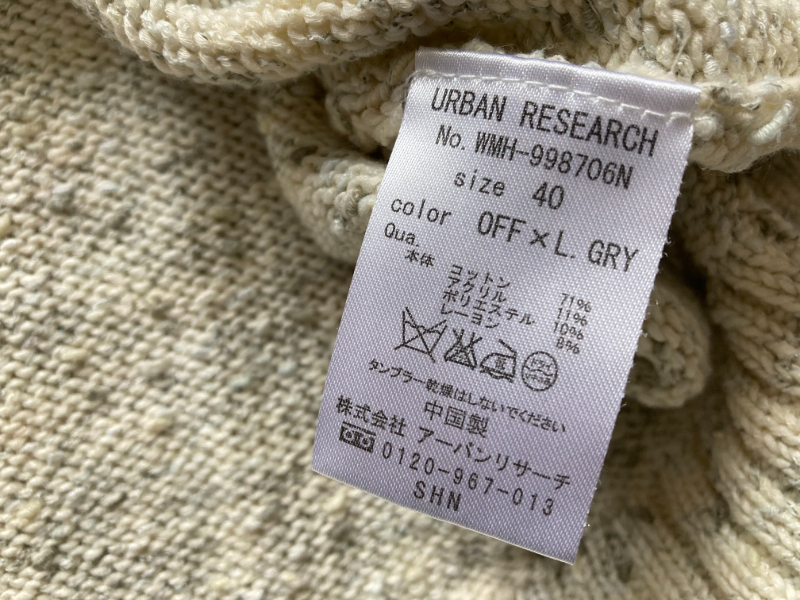 URBAN RESEARCH
No. WMH-998706N
size 40
color OFF×L.GRY
Qua.
本体 コットン 71%
アクリル 11%
ポリエステル 10%
レーヨン 8%
タンブラー乾燥はしないでください
中国製
株式会社 アーバンリサーチ
0120-967-013
SHN